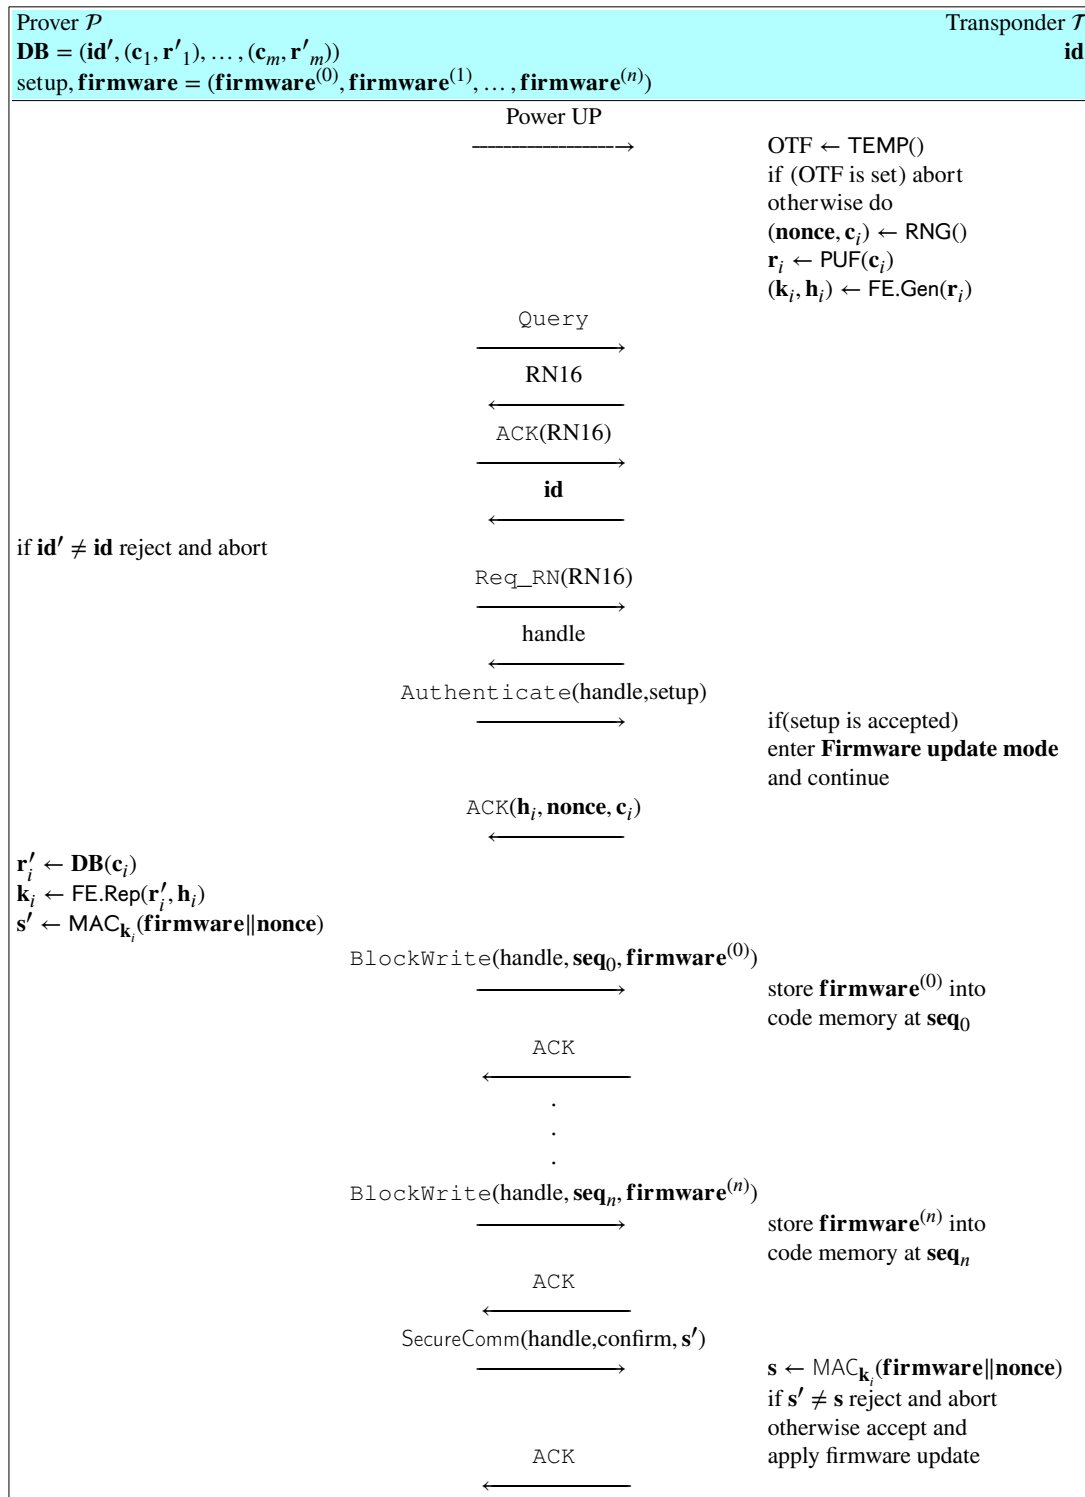 Prover 𝒫 Transponder 𝒯
DB = (id′, (c₁, r′₁), … , (cₘ, r′ₘ)) id
setup, firmware = (firmware⁽⁰⁾, firmware⁽¹⁾, … , firmware⁽ⁿ⁾)
Power UP
OTF ← TEMP()
if (OTF is set) abort
otherwise do
(nonce, cᵢ) ← RNG()
rᵢ ← PUF(cᵢ)
(kᵢ, hᵢ) ← FE.Gen(rᵢ)
Query
RN16
ACK(RN16)
id
if id′ ≠ id reject and abort
Req_RN(RN16)
handle
Authenticate(handle,setup)
if(setup is accepted)
enter Firmware update mode
and continue
ACK(hᵢ, nonce, cᵢ)
r′ᵢ ← DB(cᵢ)
kᵢ ← FE.Rep(r′ᵢ, hᵢ)
s′ ← MAC_kᵢ(firmware‖nonce)
BlockWrite(handle, seq₀, firmware⁽⁰⁾)
store firmware⁽⁰⁾ into
code memory at seq₀
ACK
.
.
.
BlockWrite(handle, seqₙ, firmware⁽ⁿ⁾)
store firmware⁽ⁿ⁾ into
code memory at seqₙ
ACK
SecureComm(handle,confirm, s′)
s ← MAC_kᵢ(firmware‖nonce)
if s′ ≠ s reject and abort
otherwise accept and
apply firmware update
ACK